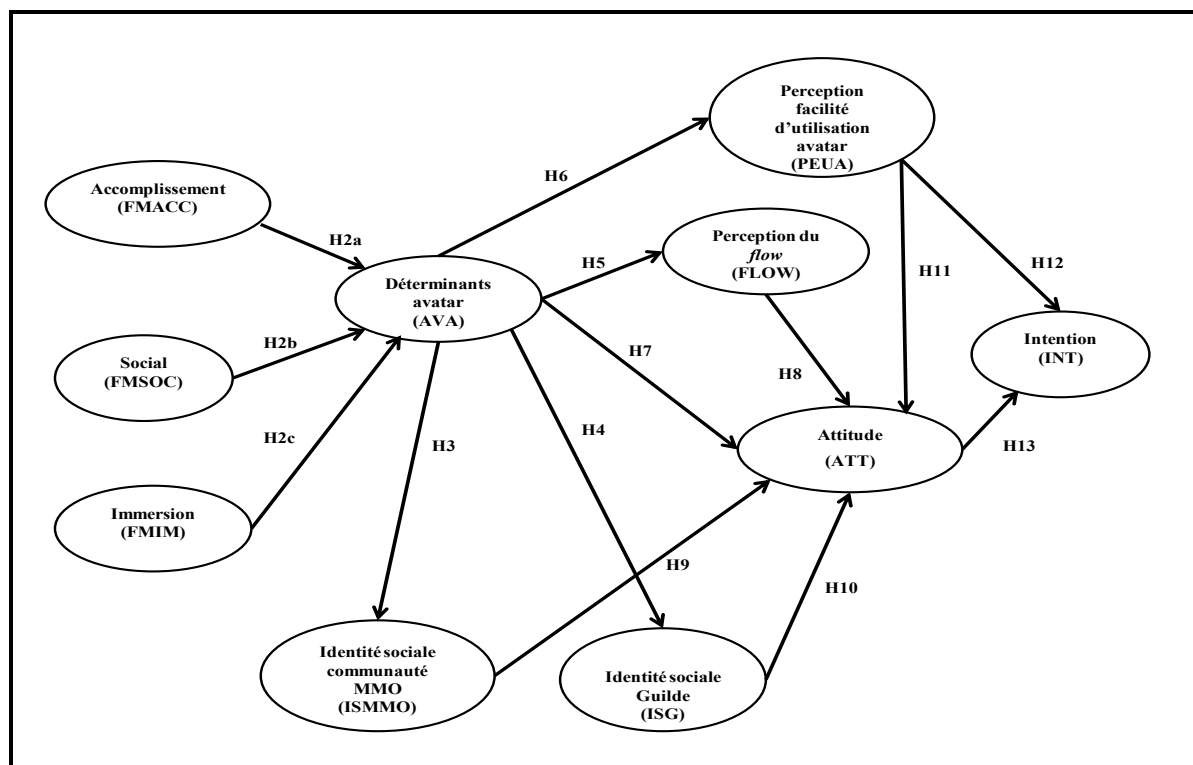 Perception
facilité
d'utilisation
avatar
(PEUA)
H6
Accomplissement
(FMACC)
H2a
Perception du
flow
(FLOW)
H5
H11
H12
Déterminants
avatar
(AVA)
H2b
Social
(FMSOC)
H7
H8
Intention
(INT)
H2c
H3
H4
Attitude
(ATT)
H13
Immersion
(FMIM)
H9
H10
Identité sociale
communauté
MMO
(ISMMO)
Identité sociale
Guilde
(ISG)